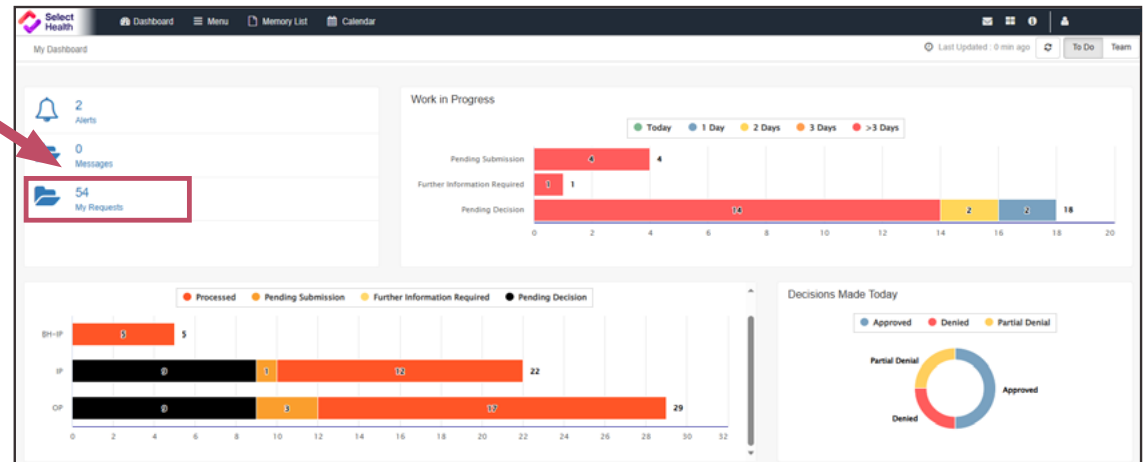 Select
Health
Dashboard Menu Memory List Calendar
My Dashboard
Last Updated : 0 min ago To Do Team
2
Alerts
0
Messages
54
My Requests
Work in Progress
Today 1 Day 2 Days 3 Days >3 Days
Pending Submission 4 4
Further Information Required 1 1
Pending Decision 14 2 2 18
0 2 4 6 8 10 12 14 16 18 20
Processed Pending Submission Further Information Required Pending Decision
BH-IP 5 5
IP 1 12 22
OP 3 17 29
0 2 4 6 8 10 12 14 16 18 20 22 24 26 28 30 32
Decisions Made Today
Approved Denied Partial Denial
Partial Denial
Approved
Denied